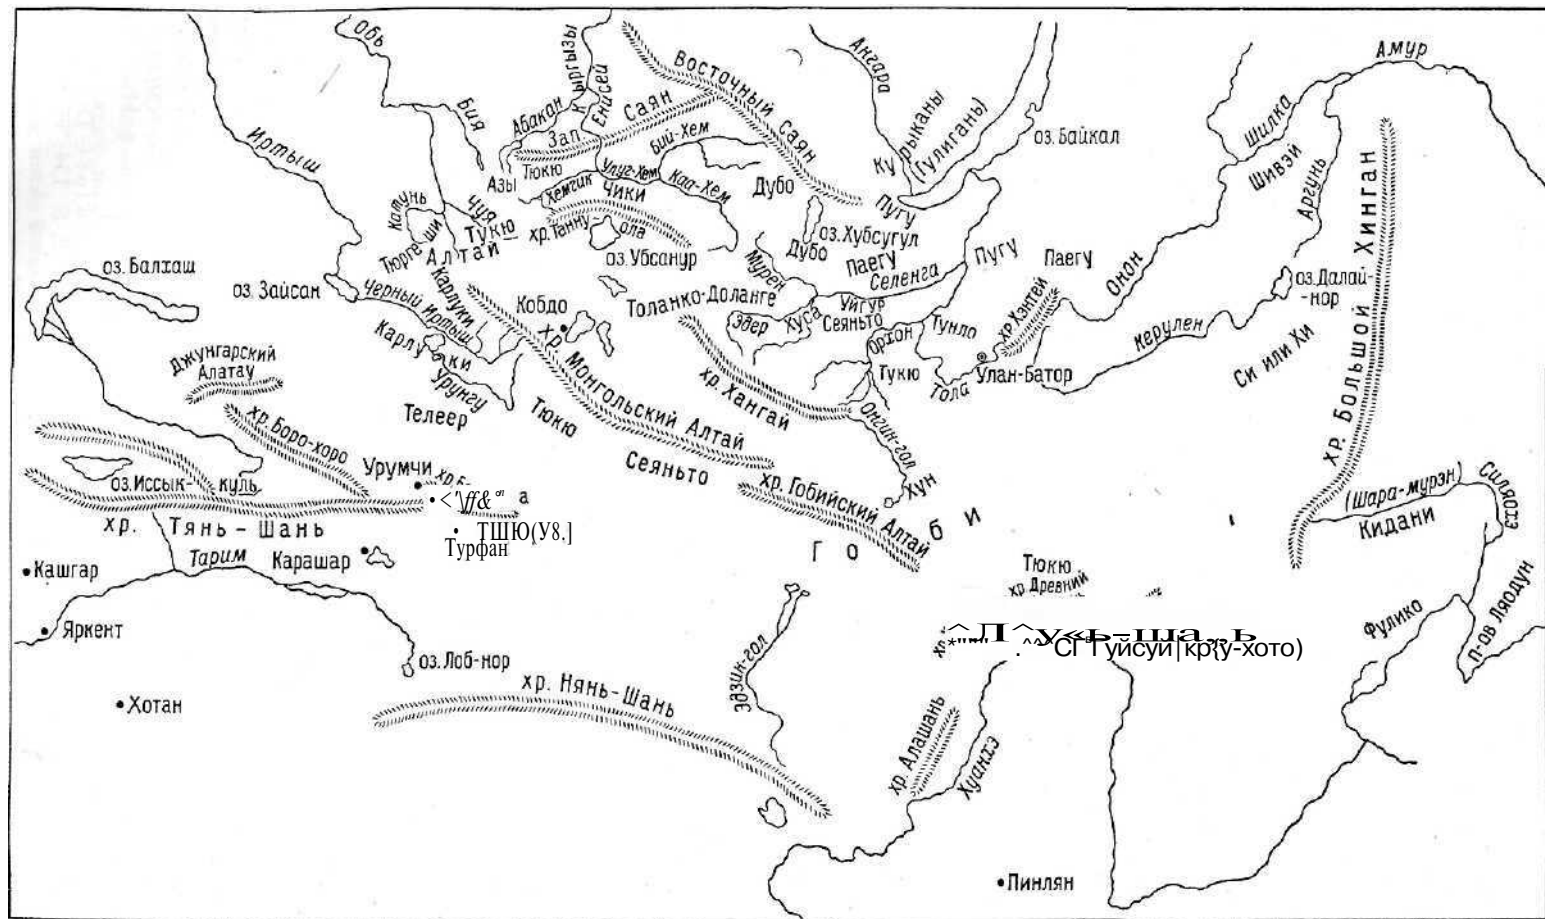 Обь
Бия
Иртыш
Абакан
Кыргызы
Енисей
Восточный Саян
Зап. Саян
Тюкю
Азы
Хемчик
Улуг-Хем
Бий-Хем
Каа-Хем
Чики
Дубо
Ангара
Курыканы
(Гулигань)
оз. Байкал
Пугу
Шилка
Амур
Шивэй
Аргунь
хр. Большой Хинган
Катунь
Чуя
Тукю
Тюргеши
Алтай
хр. Танну-ола
оз. Убсанур
оз. Хубсугул
Дубо
Паегу
Мурен
Селенга
Пугу
Паегу
Онон
оз. Далай-
-нор
оз. Балхаш
оз. Зайсан
Черный Иртыш
Карлуки
Кобдо
Толанко-Доланге
Эдер
Хуса
Уйгур
Сеяньто
Орхон
Тунло
хр. Хэнтей
Керулен
Си или Хи
Карлуки
Урунгу
Джунгарский
Алатау
хр. Боро-хоро
Телеер
Тюкю
хр. Монгольский Алтай
хр. Хангай
Тукю
Тола
Улан-Батор
Онгин-гол
Хун
Сеяньто
хр. Гобийский Алтай
Гоби
Урумчи
оз. Иссык-куль
хр. Тянь-Шань
Турфан
Тарим
Карашар
Кашгар
Яркент
Хотан
оз. Лоб-нор
хр. Нянь-Шань
Эдзин-гол
Тюкю
хр. Древний
Гуйсуй
у-хото)
(Шара-мурэн)
Силяохэ
Кидани
Фулико
п-ов Ляодун
хр. Алашань
Хуанхэ
Пинлян